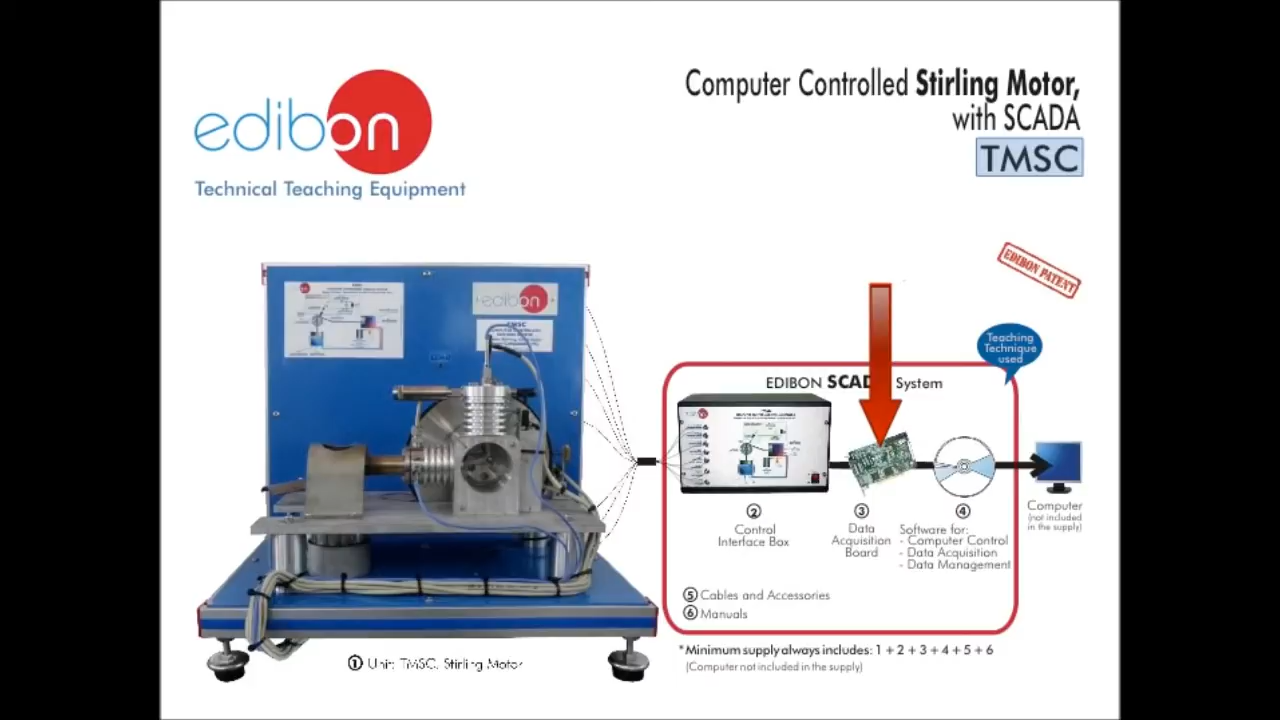 edibon
Technical Teaching Equipment
Computer Controlled Stirling Motor,
with SCADA
TMSC
EDIBON PATENT
Teaching
Technique
used
edibon
TMSC
EDIBON SCAD System
② Control
Interface Box
③ Data
Acquisition
Board
④ Software for:
- Computer Control
- Data Acquisition
- Data Management
Computer
(not included
in the supply)
⑤ Cables and Accessories
⑥ Manuals
① Unit: TMSC. Stirling Motor
* Minimum supply always includes: 1 + 2 + 3 + 4 + 5 + 6
(Computer not included in the supply)